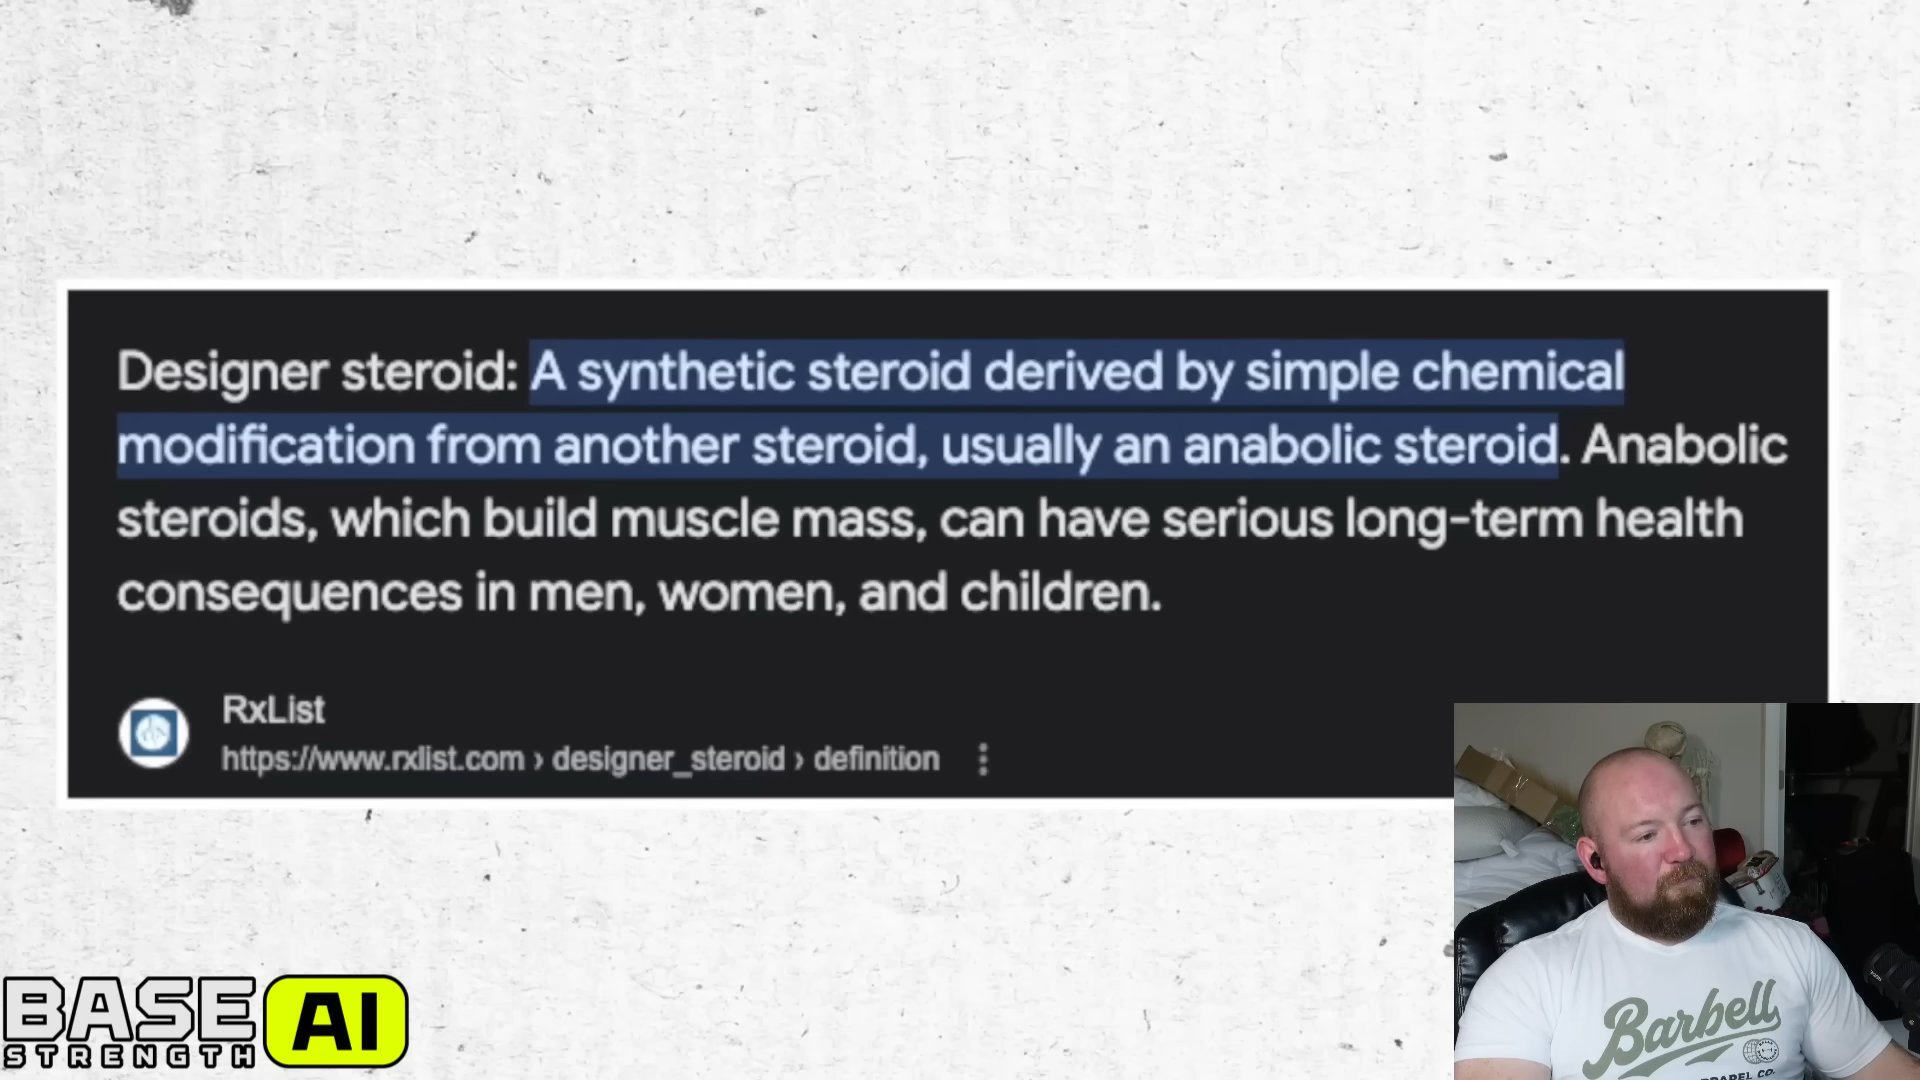 Designer steroid: A synthetic steroid derived by simple chemical
modification from another steroid, usually an anabolic steroid. Anabolic
steroids, which build muscle mass, can have serious long-term health
consequences in men, women, and children.
RxList
https://www.rxlist.com › designer_steroid › definition
BASE AI
STRENGTH
Barbell
APPAREL CO.